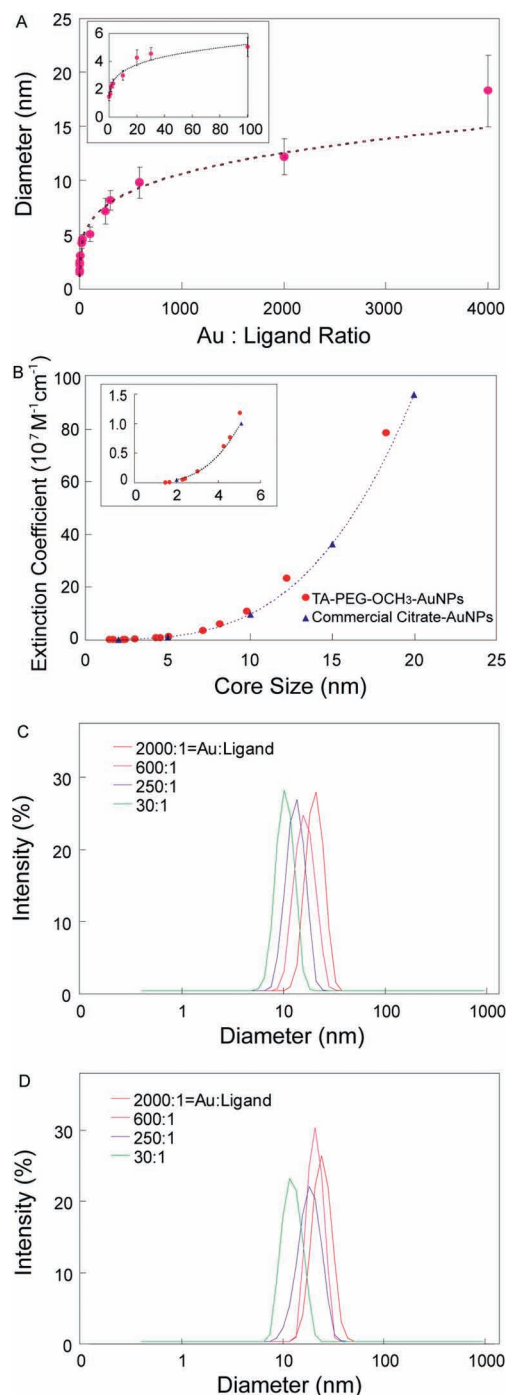 A
25
20
15
10
5
0
Diameter (nm)
6
4
2
0
0 20 40 60 80 100
0 1000 2000 3000 4000
Au : Ligand Ratio
B
100
80
60
40
20
0
Extinction Coefficient (10⁷ M⁻¹cm⁻¹)
1.5
1.0
0.5
0
0 2 4 6
TA-PEG-OCH₃-AuNPs
Commercial Citrate-AuNPs
0 5 10 15 20 25
Core Size (nm)
C
30
20
10
0
Intensity (%)
2000:1=Au:Ligand
600:1
250:1
30:1
0 1 10 100 1000
Diameter (nm)
D
30
20
10
0
Intensity (%)
2000:1=Au:Ligand
600:1
250:1
30:1
0 1 10 100 1000
Diameter (nm)